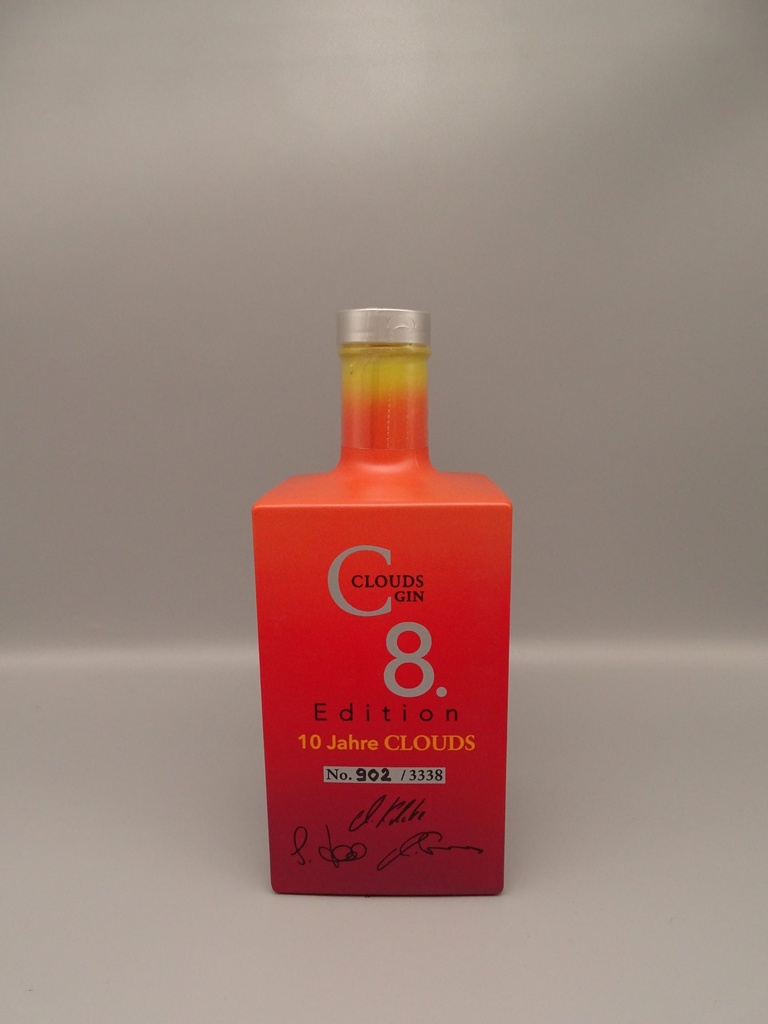 C
CLOUDS
GIN
8.
Edition
10 Jahre CLOUDS
No. 902 / 3338